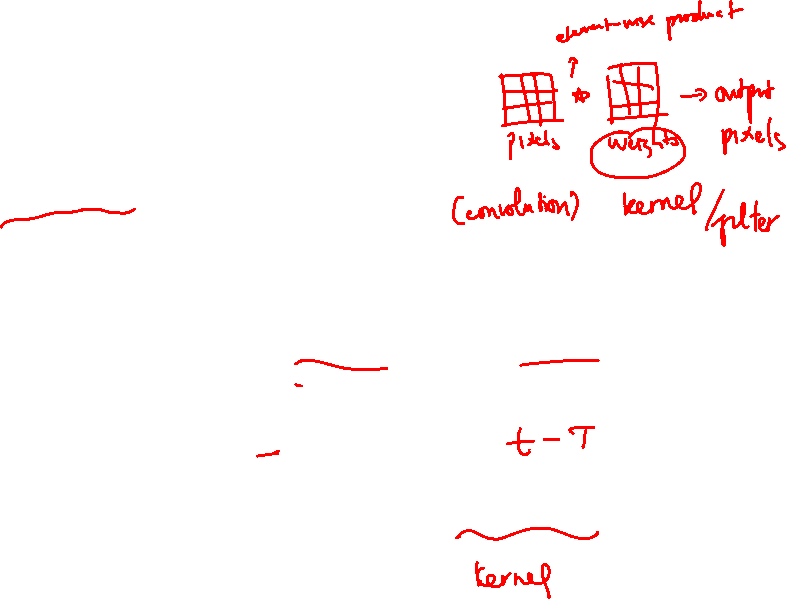 element-wise product
* → output
pixels weights pixels
(convolution) kernel/filter
t - T
kernel